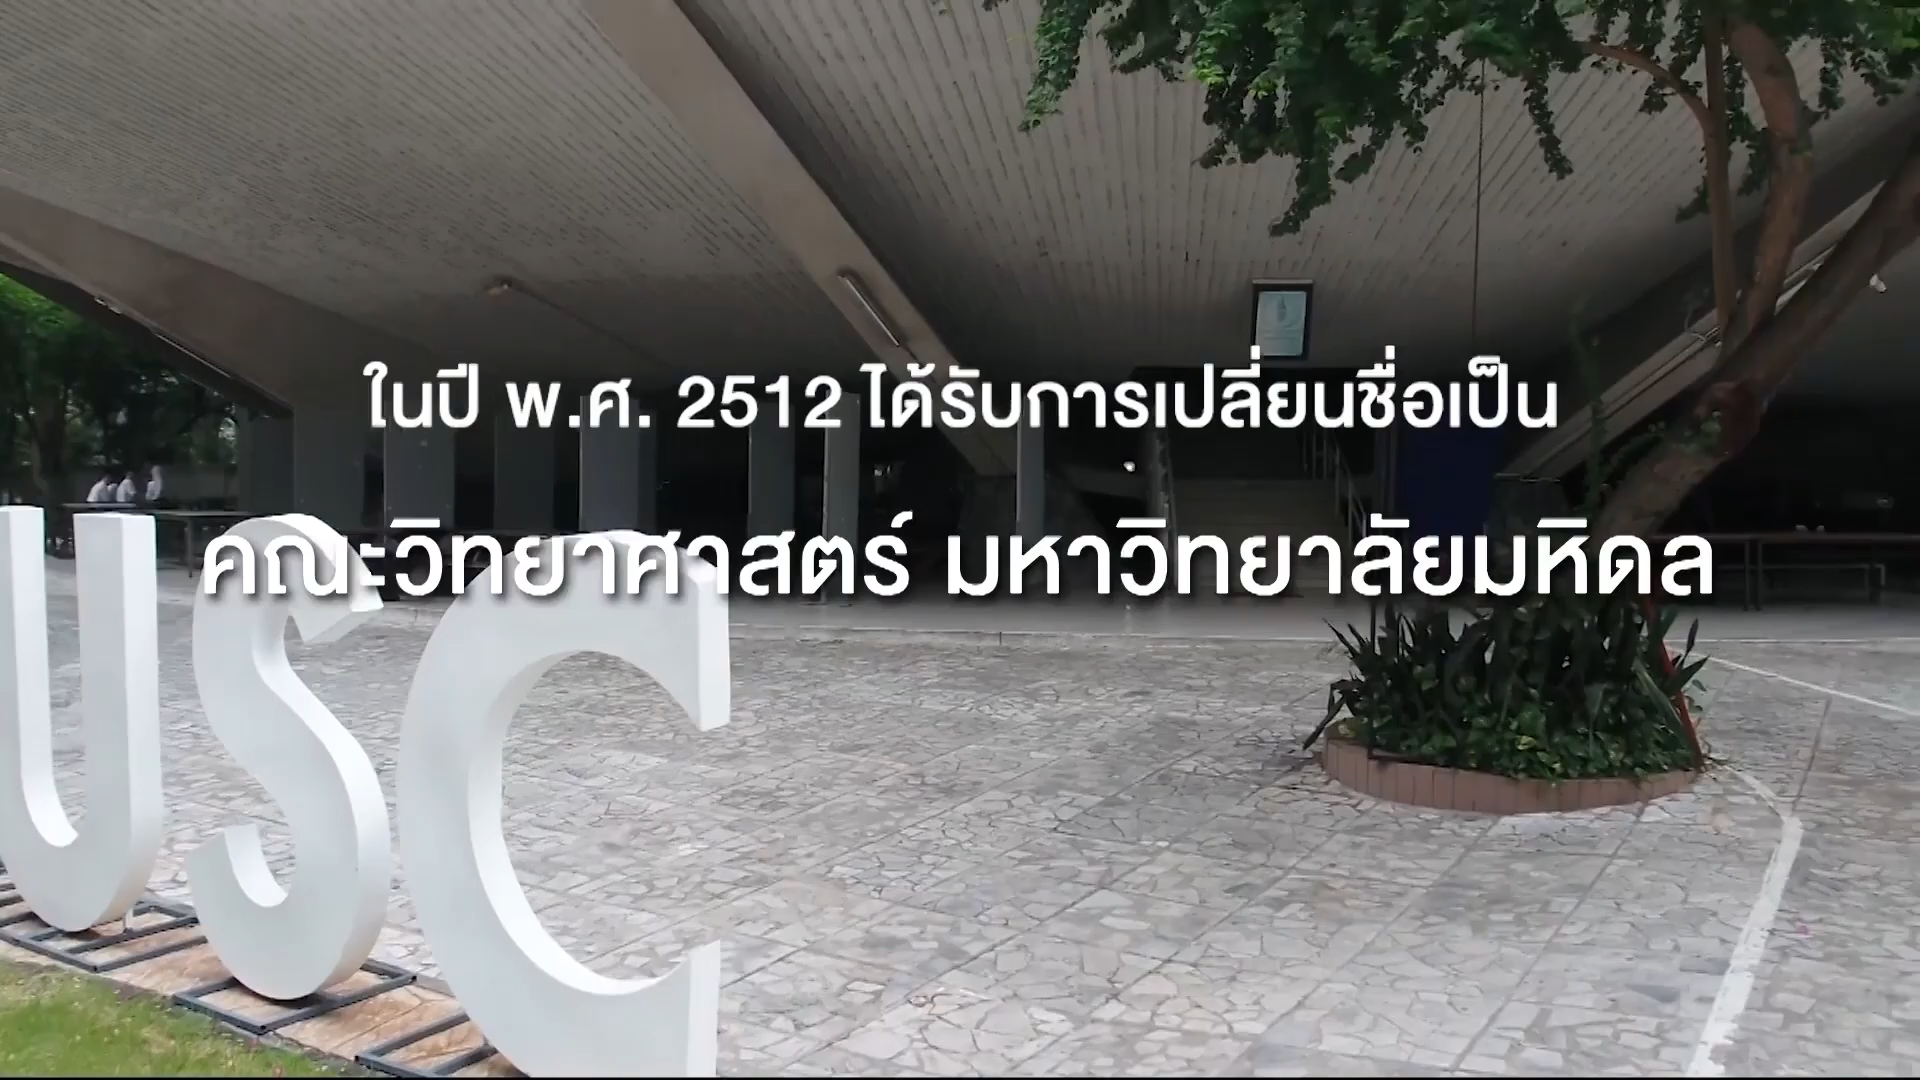 ในปี พ.ศ. 2512 ได้รับการเปลี่ยนชื่อเป็น
คณะวิทยาศาสตร์ มหาวิทยาลัยมหิดล
USC